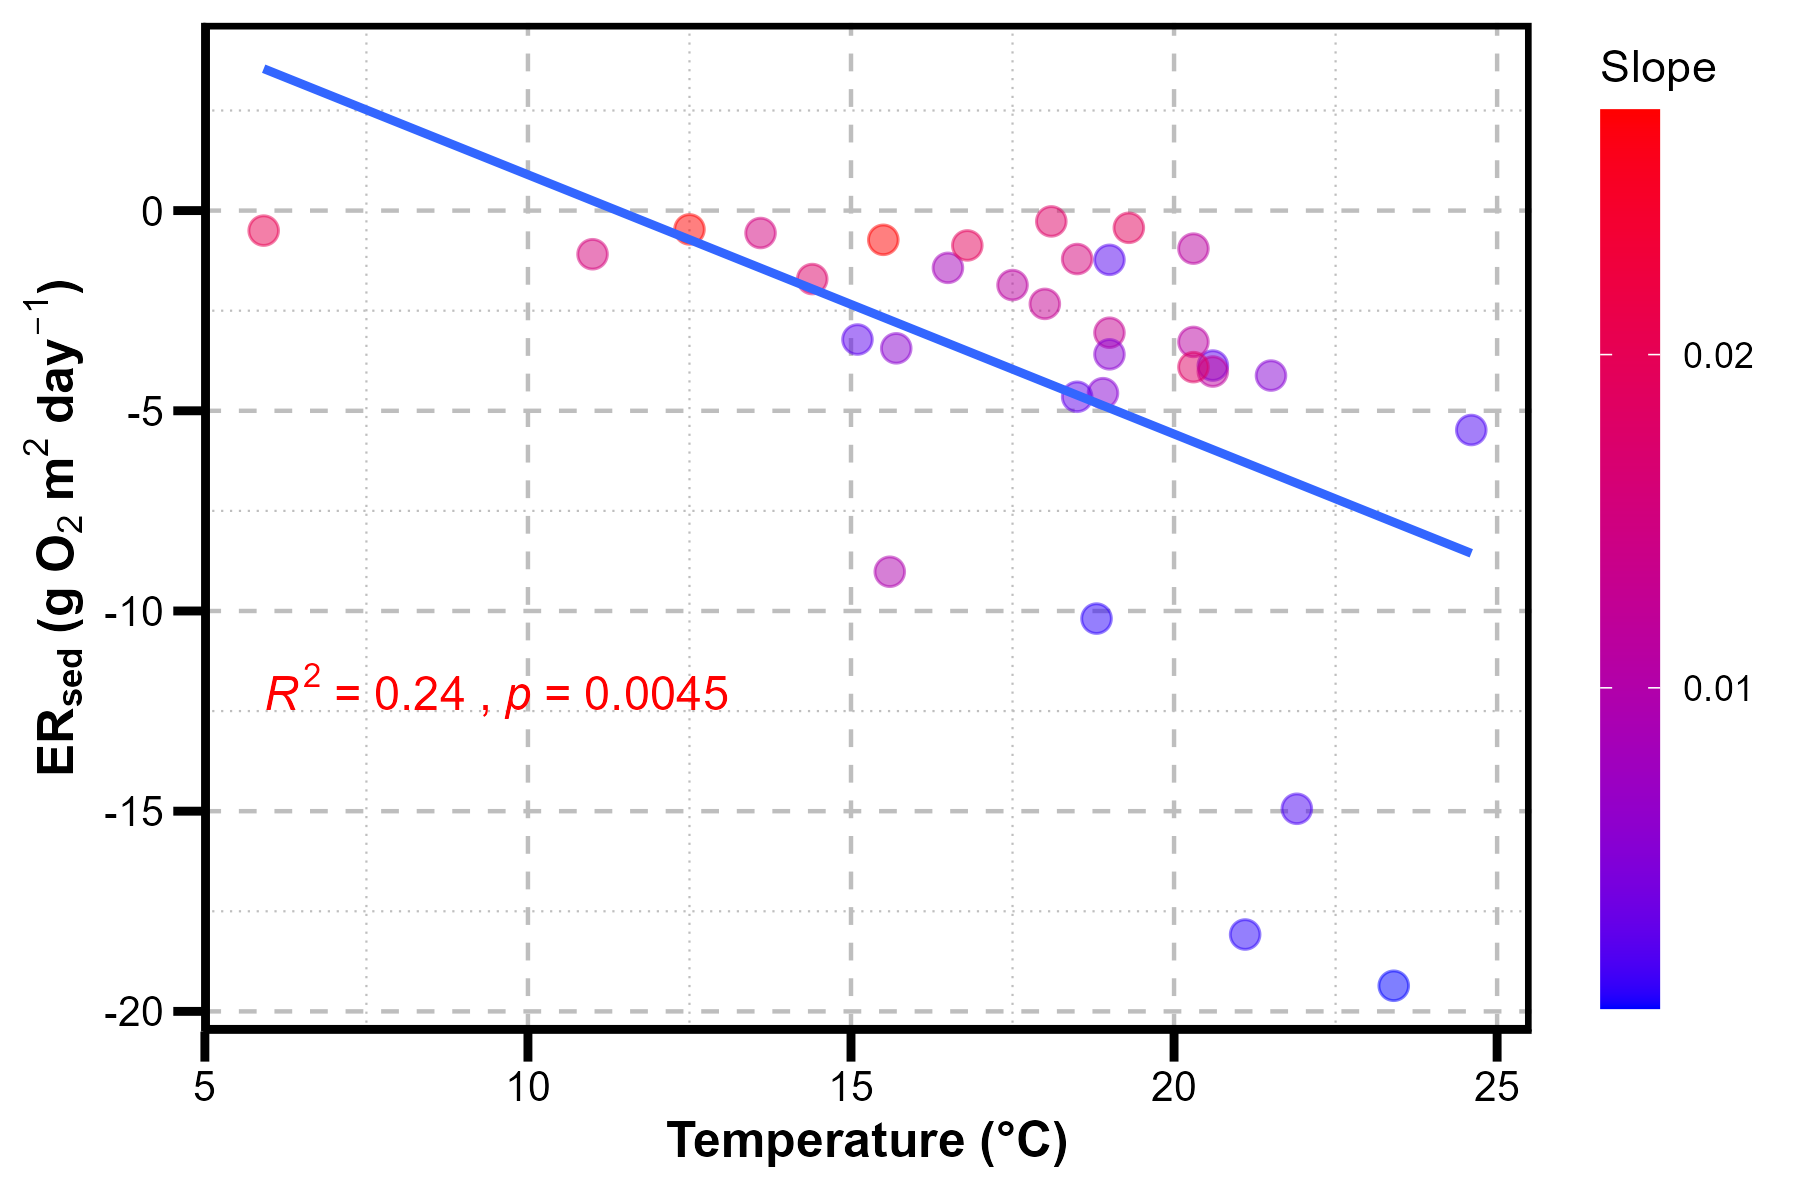 Slope
0.02
0.01
0
-5
-10
-15
-20
ER_sed (g O₂ m² day⁻¹)
R² = 0.24 , p = 0.0045
5 10 15 20 25
Temperature (°C)